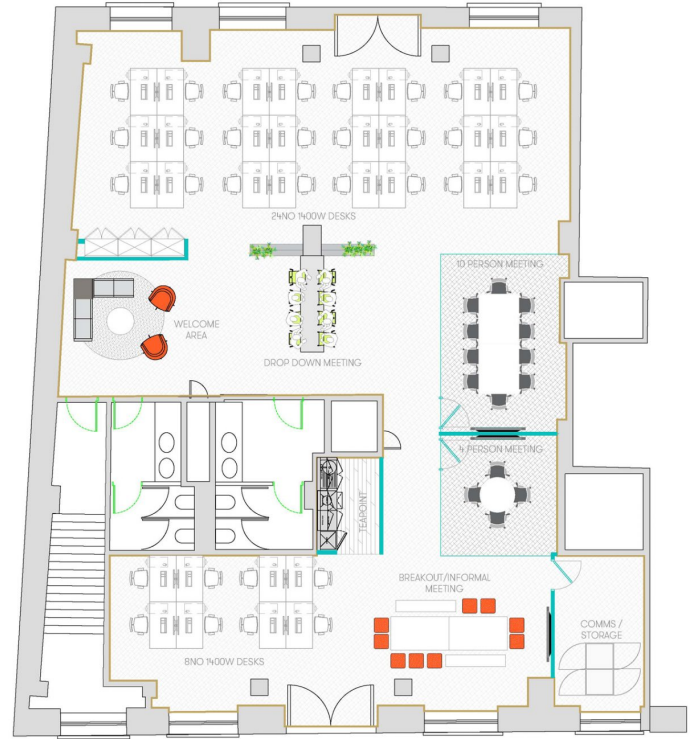 24NO 1400W DESKS
10 PERSON MEETING
WELCOME
AREA
DROP DOWN MEETING
4 PERSON MEETING
TEAPOINT
BREAKOUT/INFORMAL
MEETING
COMMS /
STORAGE
8NO 1400W DESKS